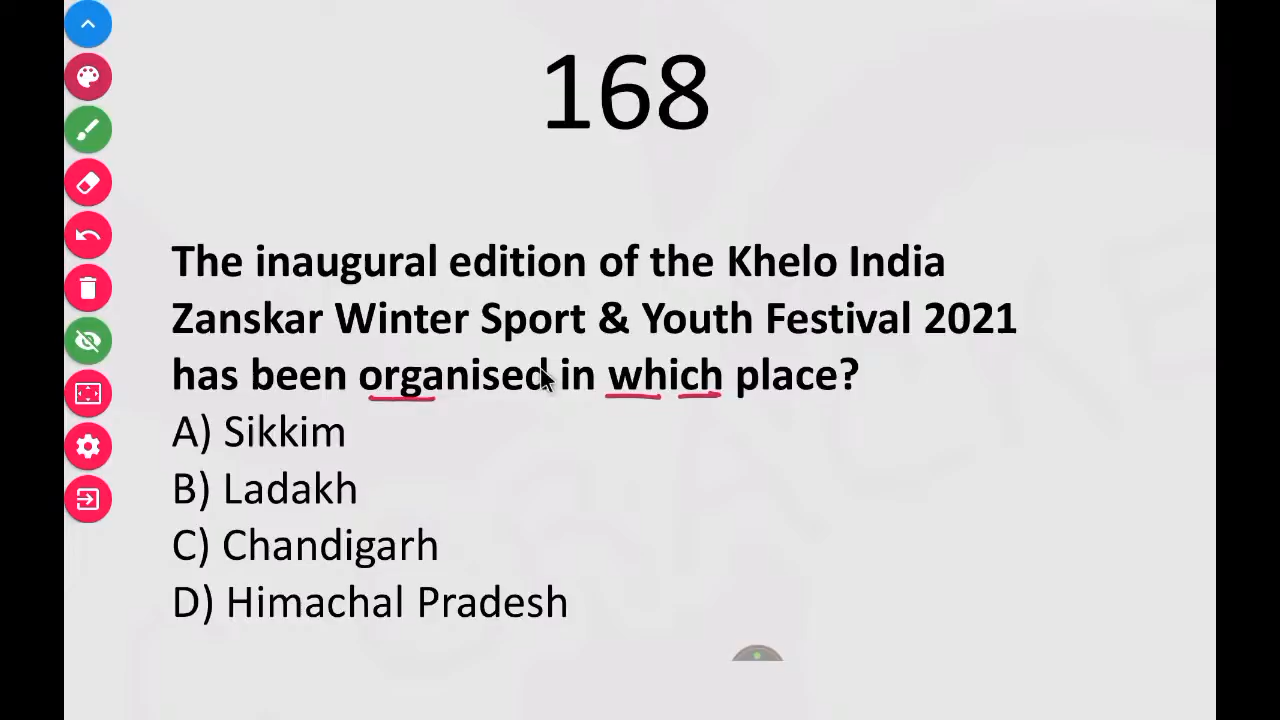 168
The inaugural edition of the Khelo India
Zanskar Winter Sport & Youth Festival 2021
has been organised in which place?
A) Sikkim
B) Ladakh
C) Chandigarh
D) Himachal Pradesh